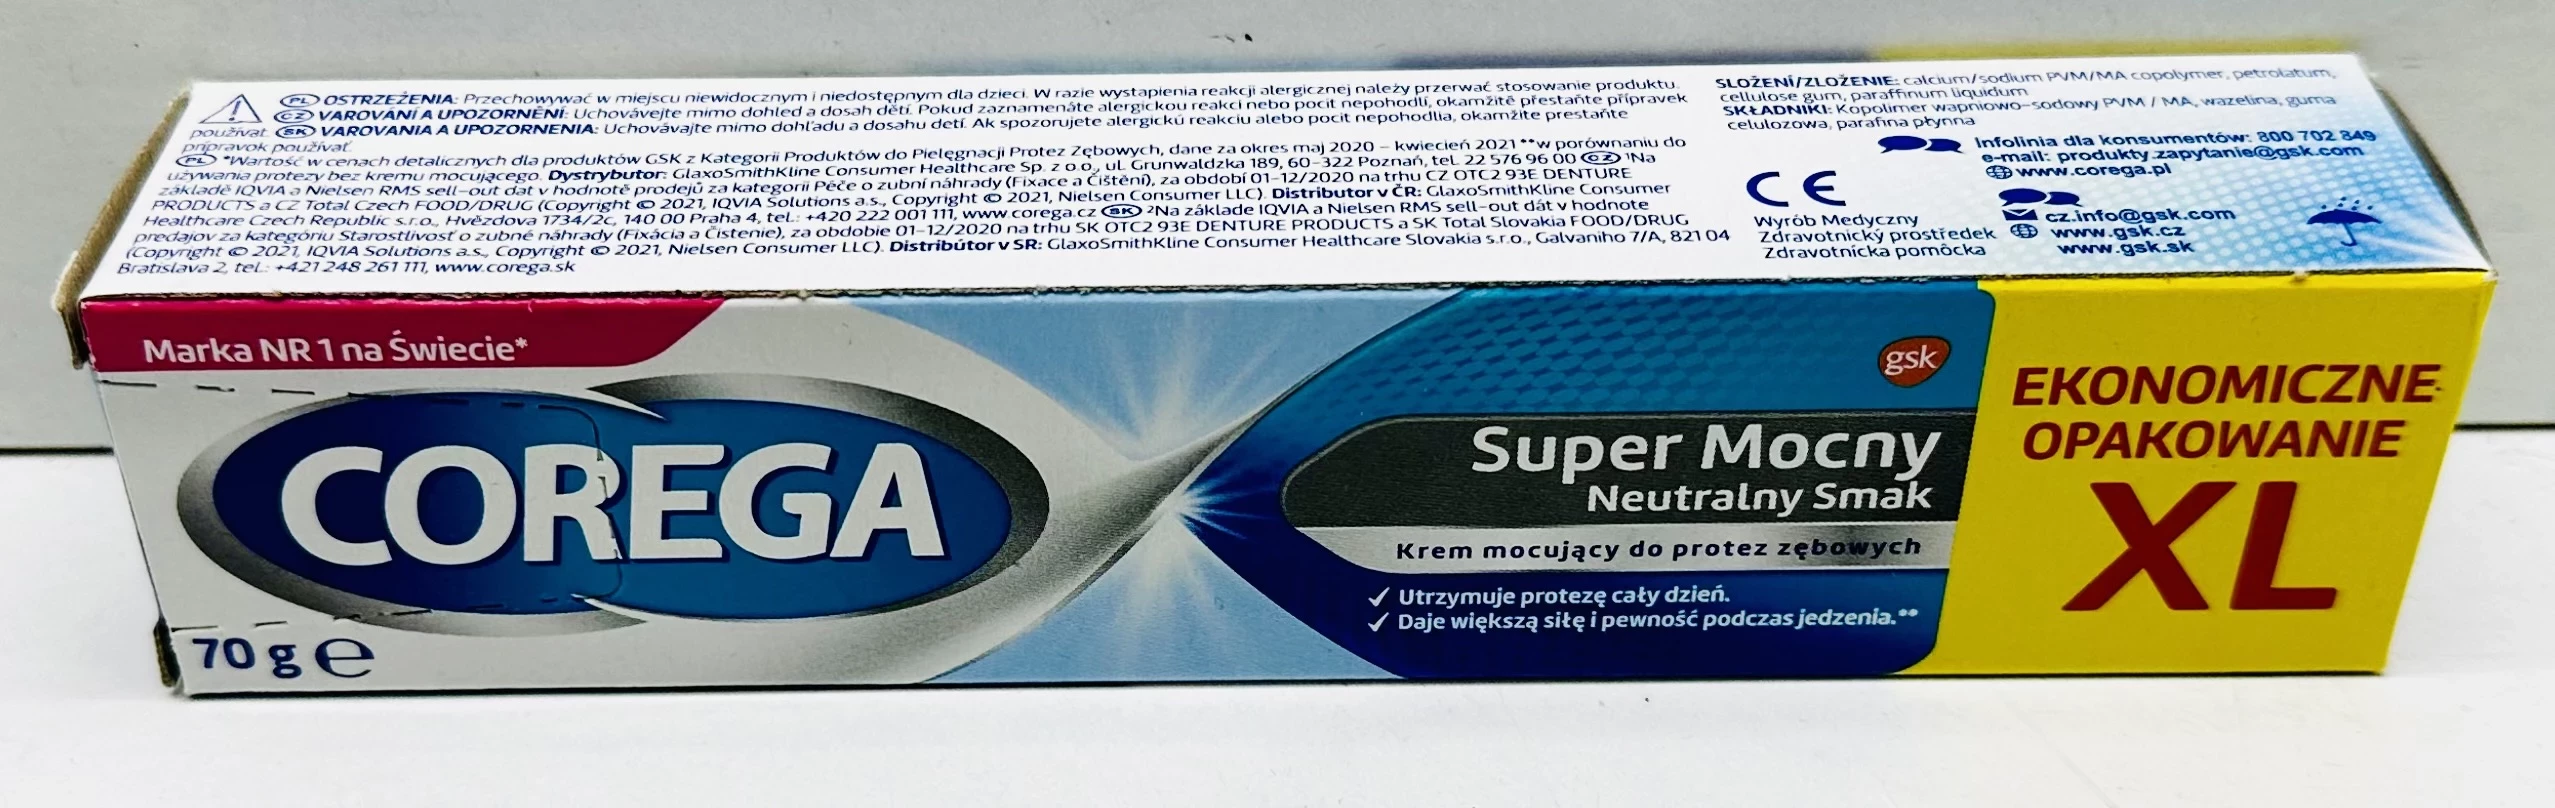 PL OSTRZEŻENIA: Przechowywać w miejscu niewidocznym i niedostępnym dla dzieci. W razie wystąpienia reakcji alergicznej należy przerwać stosowanie produktu.
CZ VAROVÁNÍ A UPOZORNĚNÍ: Uchovávejte mimo dohled a dosah dětí. Pokud zaznamenáte alergickou reakci nebo pocit nepohodlí, okamžitě přestaňte přípravek
používat. SK VAROVANIA A UPOZORNENIA: Uchovávajte mimo dohľadu a dosahu detí. Ak spozorujete alergickú reakciu alebo pocit nepohodlia, okamžite prestaňte
prípravok používať.
PL *Wartość w cenach detalicznych dla produktów GSK z Kategorii Produktów do Pielęgnacji Protez Zębowych, dane za okres maj 2020 – kwiecień 2021 **w porównaniu do
używania protezy bez kremu mocującego. Dystrybutor: GlaxoSmithKline Consumer Healthcare Sp. z o.o., ul. Grunwaldzka 189, 60-322 Poznań, tel. 22 576 96 00 CZ ¹Na
základě IQVIA a Nielsen RMS sell-out dat v hodnotě prodejů za kategorii Péče o zubní náhrady (Fixace a Čištění), za období 01-12/2020 na trhu CZ OTC2 93E DENTURE
PRODUCTS a CZ Total Czech FOOD/DRUG (Copyright © 2021, IQVIA Solutions a.s., Copyright © 2021, Nielsen Consumer LLC). Distributor v ČR: GlaxoSmithKline Consumer
Healthcare Czech Republic s.r.o., Hvězdova 1734/2c, 140 00 Praha 4, tel.: +420 222 001 111, www.corega.cz SK ²Na základe IQVIA a Nielsen RMS sell-out dát v hodnote
predajov za kategóriu Starostlivosť o zubné náhrady (Fixácia a Čistenie), za obdobie 01-12/2020 na trhu SK OTC2 93E DENTURE PRODUCTS a SK Total Slovakia FOOD/DRUG
(Copyright © 2021, IQVIA Solutions a.s., Copyright © 2021, Nielsen Consumer LLC). Distribútor v SR: GlaxoSmithKline Consumer Healthcare Slovakia s.r.o., Galvaniho 7/A, 821 04
Bratislava 2, tel.: +421 248 261 111, www.corega.sk
SLOŽENÍ/ZLOŽENIE: calcium/sodium PVM/MA copolymer, petrolatum,
cellulose gum, paraffinum liquidum
SKŁADNIKI: Kopolimer wapniowo-sodowy PVM / MA, wazelina, guma
celulozowa, parafina płynna
CE
Wyrób Medyczny
Zdravotnický prostředek
Zdravotnícka pomôcka
Infolinia dla konsumentów: 800 702 849
e-mail: produkty.zapytanie@gsk.com
www.corega.pl
cz.info@gsk.com
www.gsk.cz
www.gsk.sk
Marka NR 1 na Świecie*
COREGA
70 g ℮
gsk
Super Mocny
Neutralny Smak
Krem mocujący do protez zębowych
✓ Utrzymuje protezę cały dzień.
✓ Daje większą siłę i pewność podczas jedzenia.**
EKONOMICZNE
OPAKOWANIE
XL